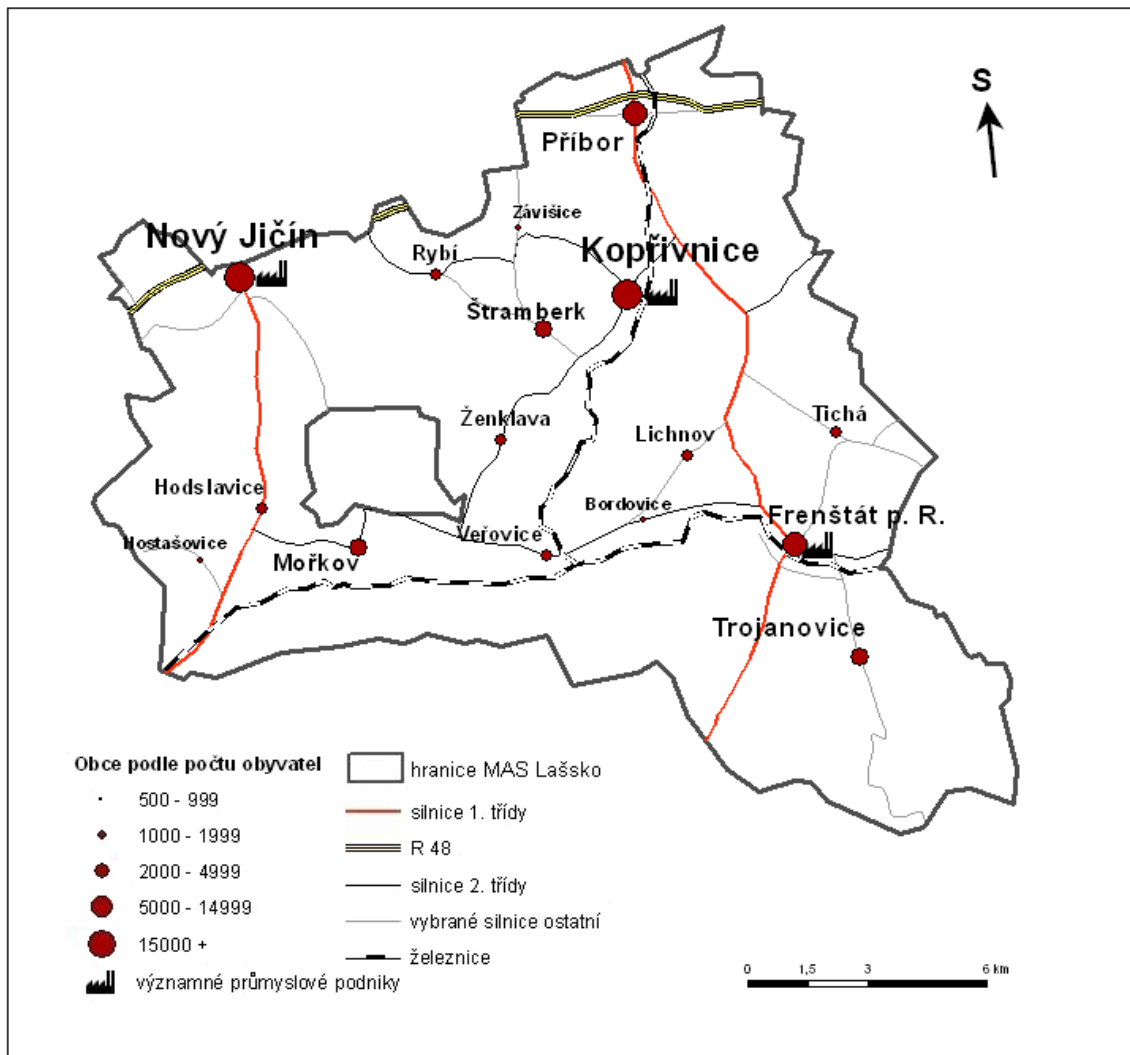 S
Příbor
Závišice
Nový Jičín
Rybí
Kopřivnice
Štramberk
Ženklava
Tichá
Lichnov
Hodslavice
Bordovice
Frenštát p. R.
Hostašovice
Mořkov
Veřovice
Trojanovice
Obce podle počtu obyvatel
500 - 999
1000 - 1999
2000 - 4999
5000 - 14999
15000 +
významné průmyslové podniky
hranice MAS Lašsko
silnice 1. třídy
R 48
silnice 2. třídy
vybrané silnice ostatní
železnice
0 1,5 3 6 km